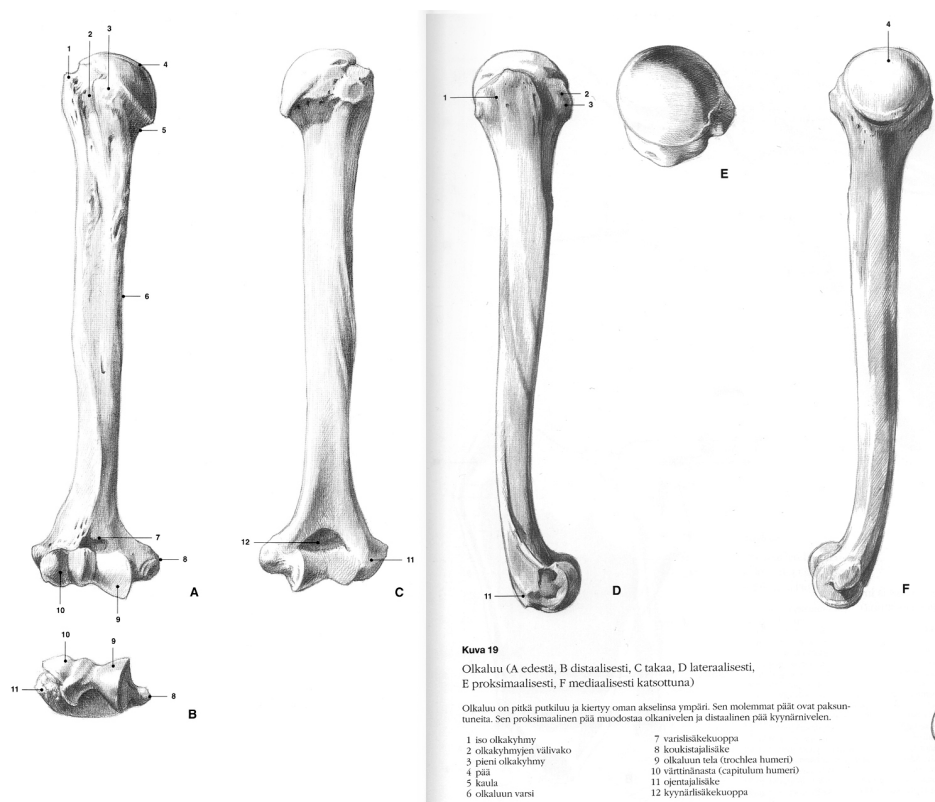 1
2
3
4
5
6
7
8
9
10
A
10
9
11
8
B
12
11
C
1
2
3
11
D
E
4
F
Kuva 19
Olkaluu (A edestä, B distaalisesti, C takaa, D lateraalisesti,
E proksimaalisesti, F mediaalisesti katsottuna)
Olkaluu on pitkä putkiluu ja kiertyy oman akselinsa ympäri. Sen molemmat päät ovat paksun-
tuneita. Sen proksimaalinen pää muodostaa olkanivelen ja distaalinen pää kyynärnivelen.
1 iso olkakyhmy
2 olkakyhmyjen välivako
3 pieni olkakyhmy
4 pää
5 kaula
6 olkaluun varsi
7 varislisäkekuoppa
8 koukistajalisäke
9 olkaluun tela (trochlea humeri)
10 värttinänasta (capitulum humeri)
11 ojentajalisäke
12 kyynärlisäkekuoppa